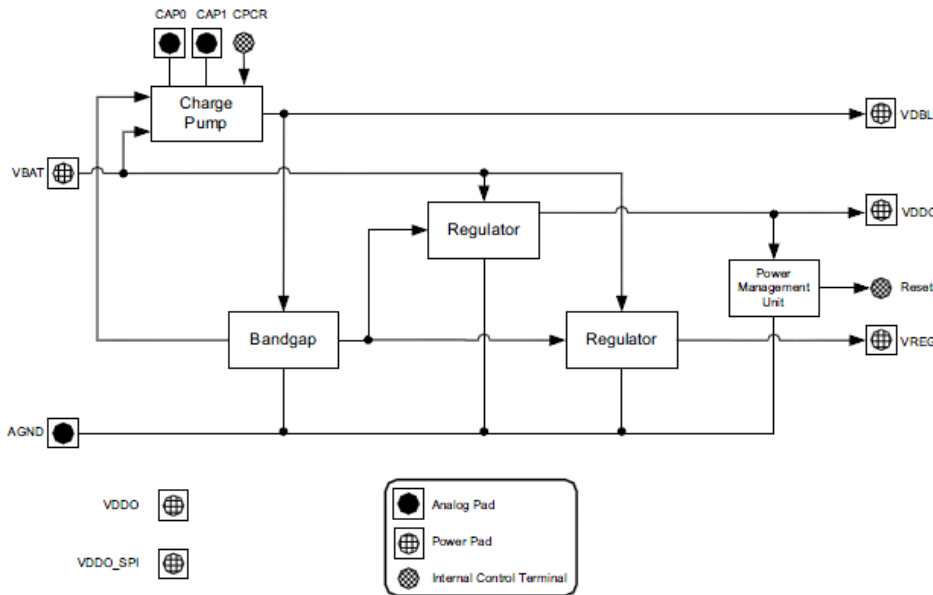 CAP0 CAP1 CPCR
Charge
Pump
VDBL
VBAT
VDDC
Regulator
Power
Management
Unit
Reset
Bandgap
Regulator
VREG
AGND
VDDO
Analog Pad
Power Pad
VDDO_SPI
Internal Control Terminal